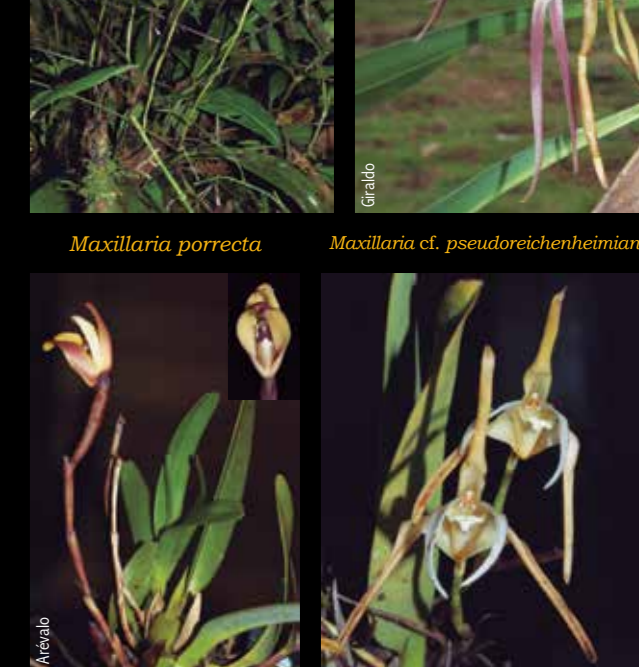 Giraldo
Maxillaria porrecta
Maxillaria cf. pseudoreichenheimian
Arévalo